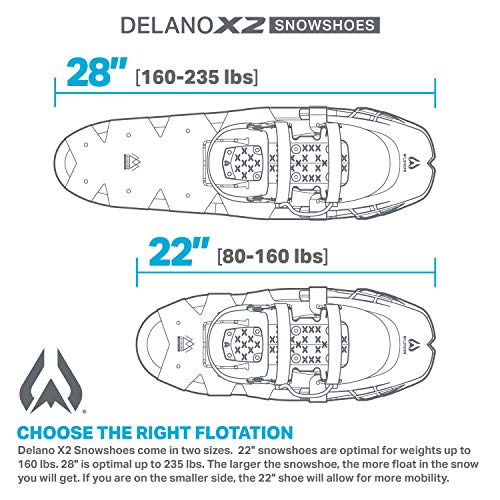 DELANO X2 SNOWSHOES
28" [160-235 lbs]
22" [80-160 lbs]
®
CHOOSE THE RIGHT FLOTATION
Delano X2 Snowshoes come in two sizes. 22" snowshoes are optimal for weights up to
160 lbs. 28" is optimal up to 235 lbs. The larger the snowshoe, the more float in the snow
you will get. If you are on the smaller side, the 22" shoe will allow for more mobility.